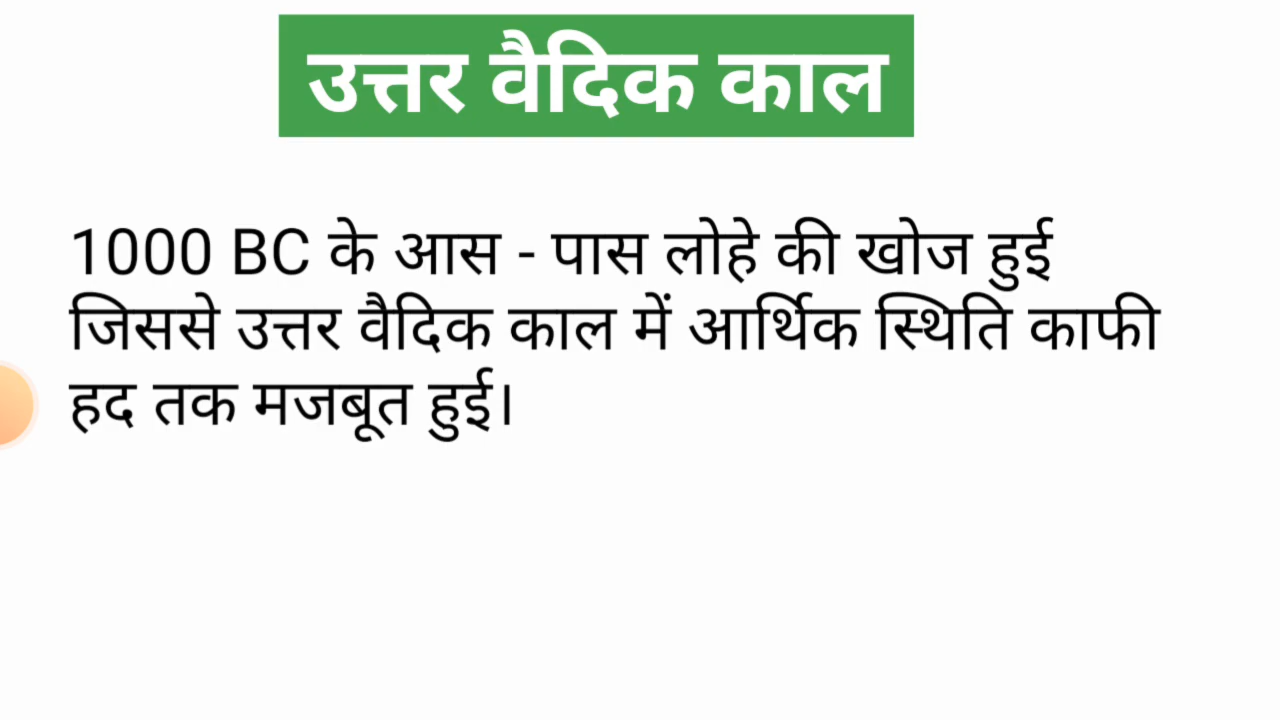 उत्तर वैदिक काल
1000 BC के आस - पास लोहे की खोज हुई
जिससे उत्तर वैदिक काल में आर्थिक स्थिति काफी
हद तक मजबूत हुई।